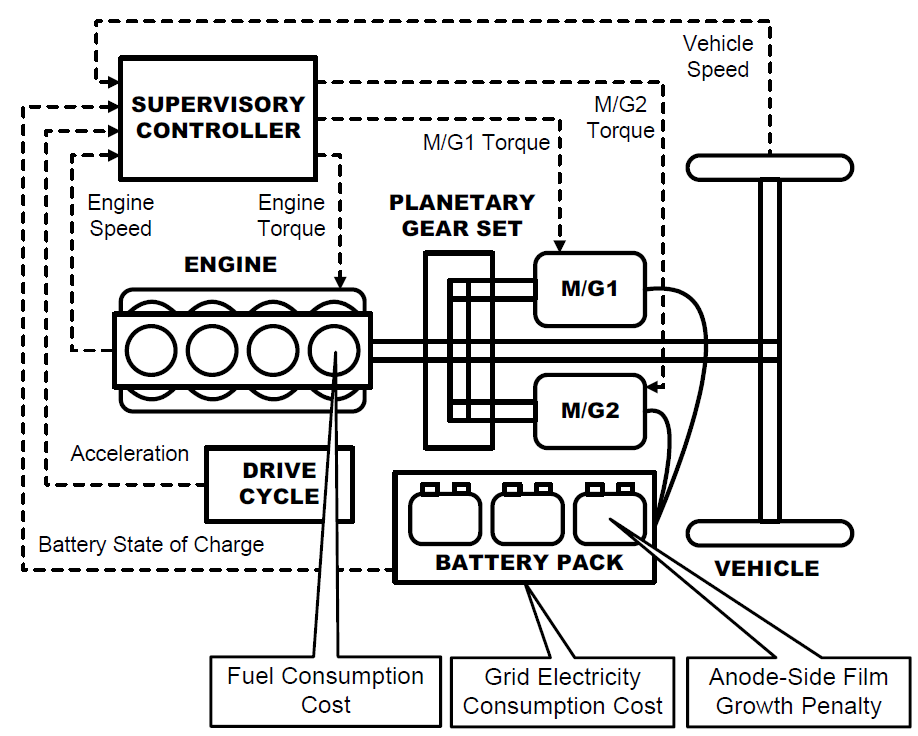 Vehicle
Speed
SUPERVISORY
CONTROLLER
M/G2
Torque
M/G1 Torque
Engine
Speed
Engine
Torque
PLANETARY
GEAR SET
ENGINE
M/G1
M/G2
Acceleration
DRIVE
CYCLE
Battery State of Charge
BATTERY PACK
VEHICLE
Fuel Consumption
Cost
Grid Electricity
Consumption Cost
Anode-Side Film
Growth Penalty